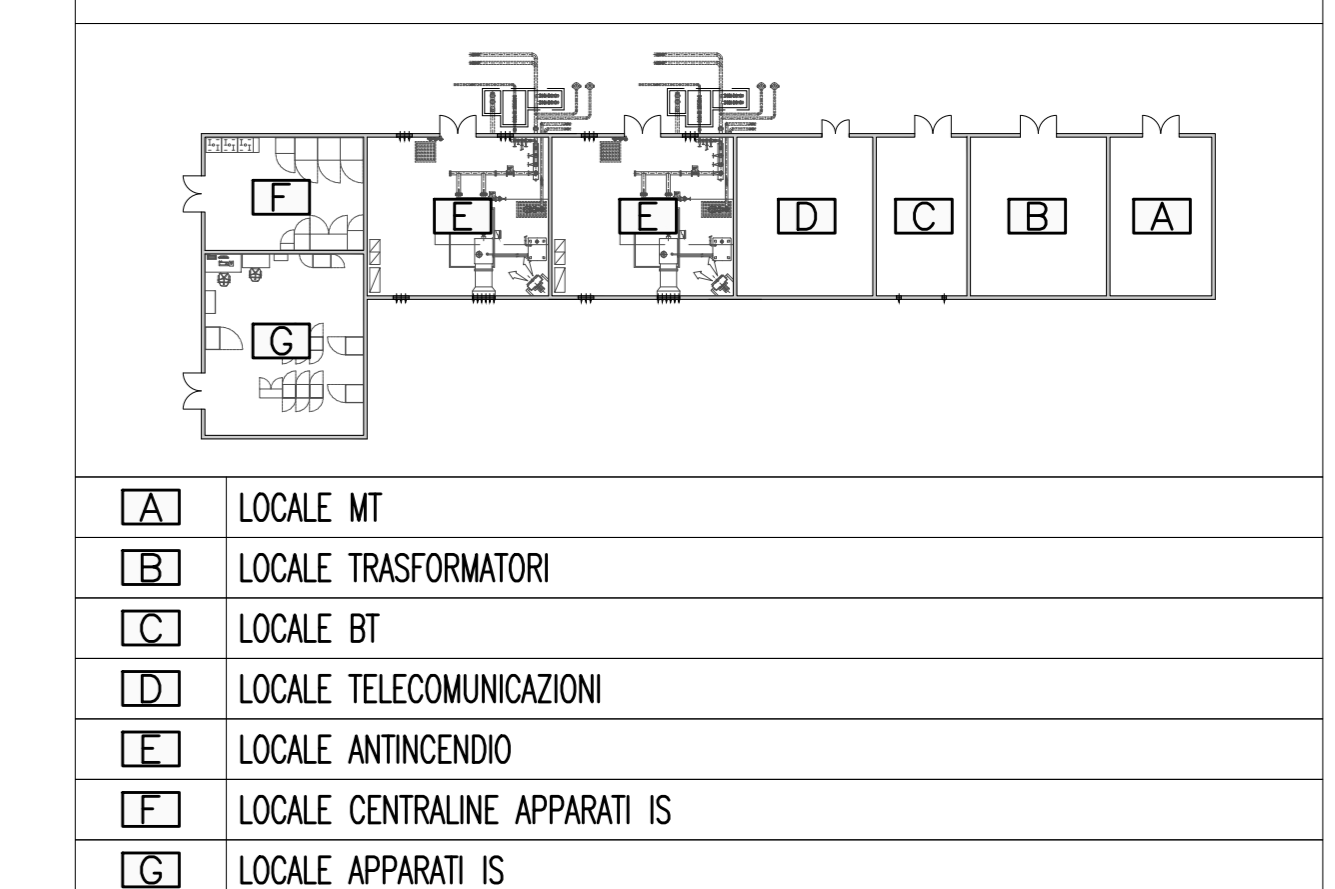 F E E D C B A
G
A LOCALE MT
B LOCALE TRASFORMATORI
C LOCALE BT
D LOCALE TELECOMUNICAZIONI
E LOCALE ANTINCENDIO
F LOCALE CENTRALINE APPARATI IS
G LOCALE APPARATI IS